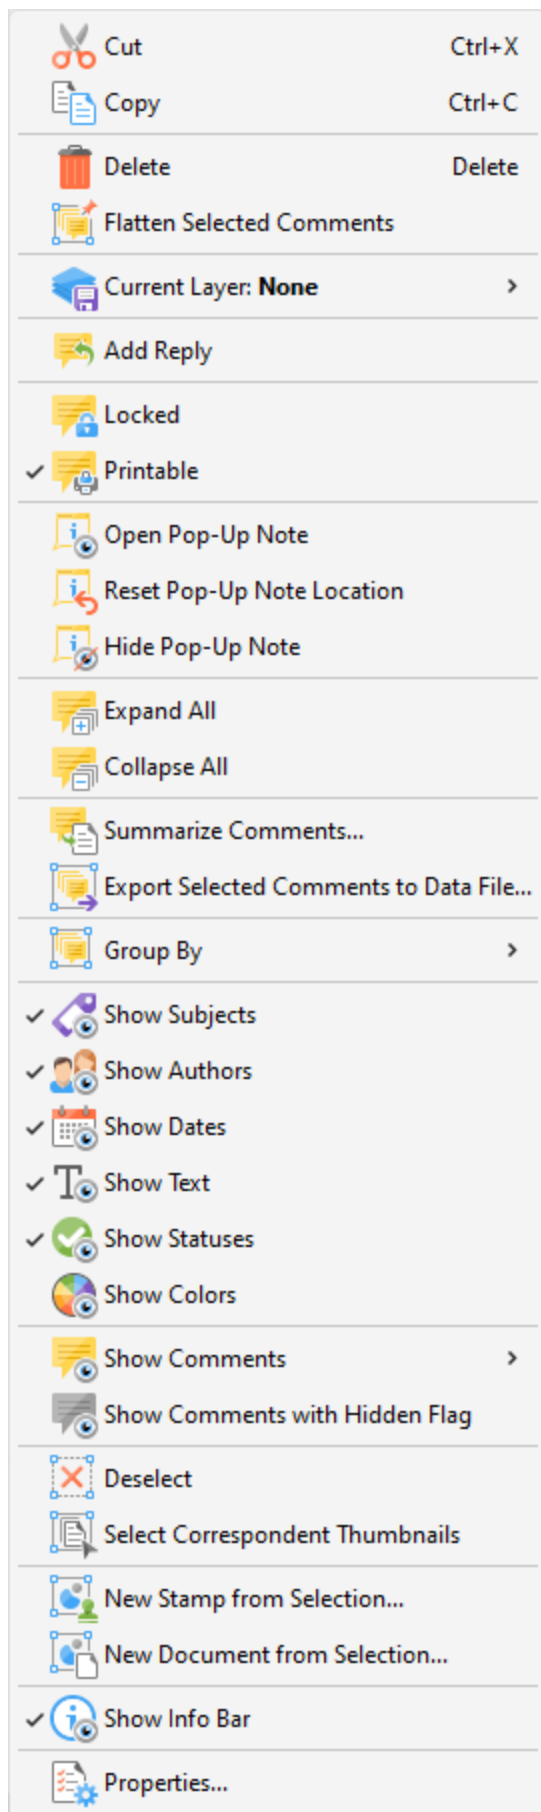 Cut Ctrl+X
Copy Ctrl+C
Delete Delete
Flatten Selected Comments
Current Layer: None
Add Reply
Locked
Printable
Open Pop-Up Note
Reset Pop-Up Note Location
Hide Pop-Up Note
Expand All
Collapse All
Summarize Comments...
Export Selected Comments to Data File...
Group By
Show Subjects
Show Authors
Show Dates
Show Text
Show Statuses
Show Colors
Show Comments
Show Comments with Hidden Flag
Deselect
Select Correspondent Thumbnails
New Stamp from Selection...
New Document from Selection...
Show Info Bar
Properties...